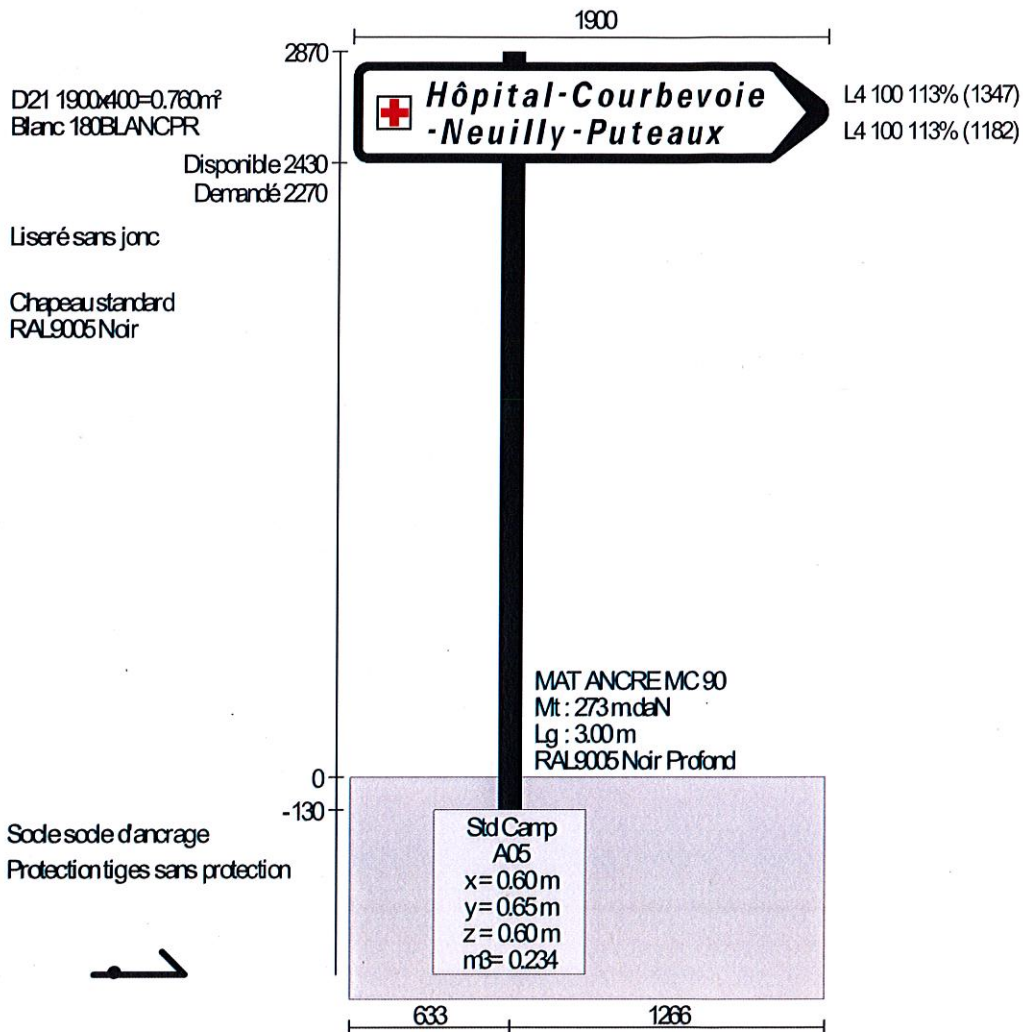 1900
2870
D21 1900x400=0.760m²
Blanc 180BLANCPR
Hôpital-Courbevoie
-Neuilly-Puteaux
L4 100 113% (1347)
L4 100 113% (1182)
Disponible 2430
Demandé 2270
Liseré sans jonc
Chapeau standard
RAL9005 Noir
MAT ANCRE MC 90
Mt : 273 m.daN
Lg : 3.00 m
RAL9005 Noir Profond
0
-130
Socle socle d'ancrage
Protection tiges sans protection
Std Camp
A05
x = 0.60 m
y = 0.65 m
z = 0.60 m
m3= 0.234
633
1266